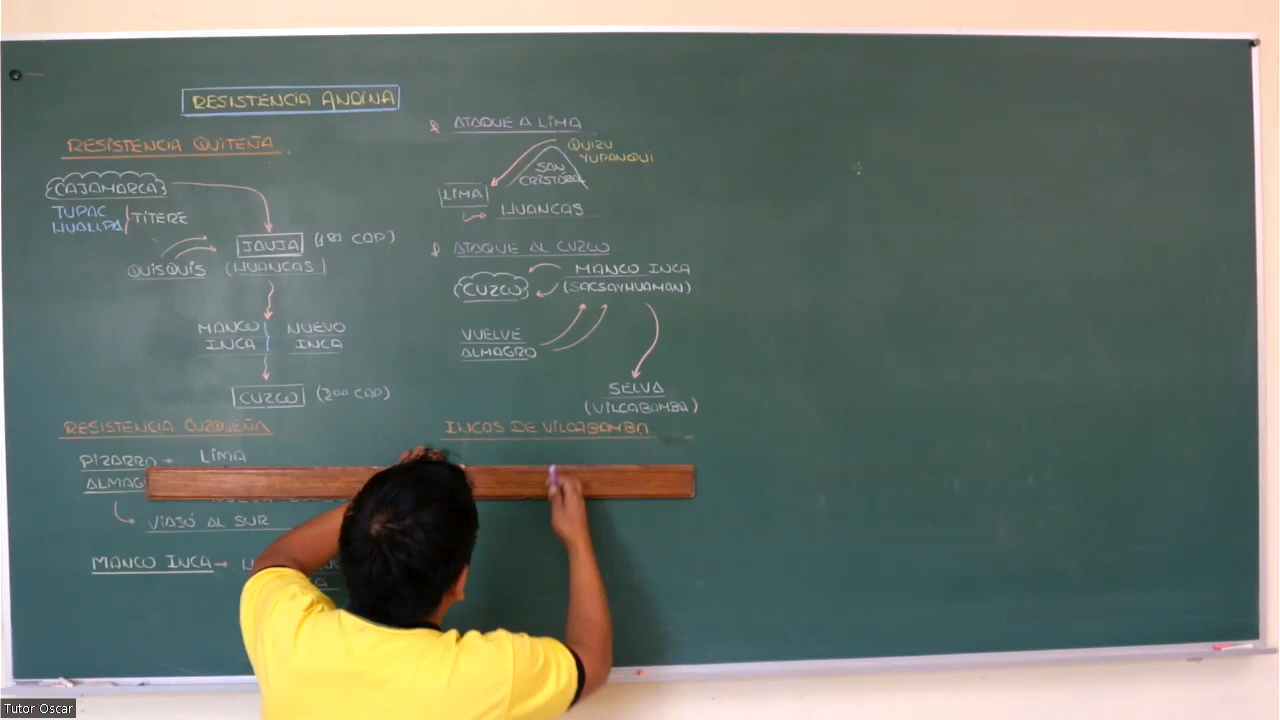 RESISTENCIA ANDINA
RESISTENCIA QUITEÑA
CAJAMARCA
TUPAC
HUALLPA
TÍTERE
JAUJA (1RA CAP)
QUISQUIS (HUANCAS)
MANCO
INCA
NUEVO
INCA
CUZCO (2DA CAP)
RESISTENCIA CUZQUEÑA
PIZARRO → LIMA
VIAJÓ AL SUR
MANCO INCA →
ATAQUE A LIMA
QUIZU
YUPANQUI
SAN
CRISTÓBAL
LIMA
HUANCAS
ATAQUE AL CUZCO
MANCO INCA
CUZCO (SACSAYHUAMAN)
VUELVE
ALMAGRO
SELVA
(VILCABAMBA)
INCAS DE VILCABAMBA
Tutor Oscar